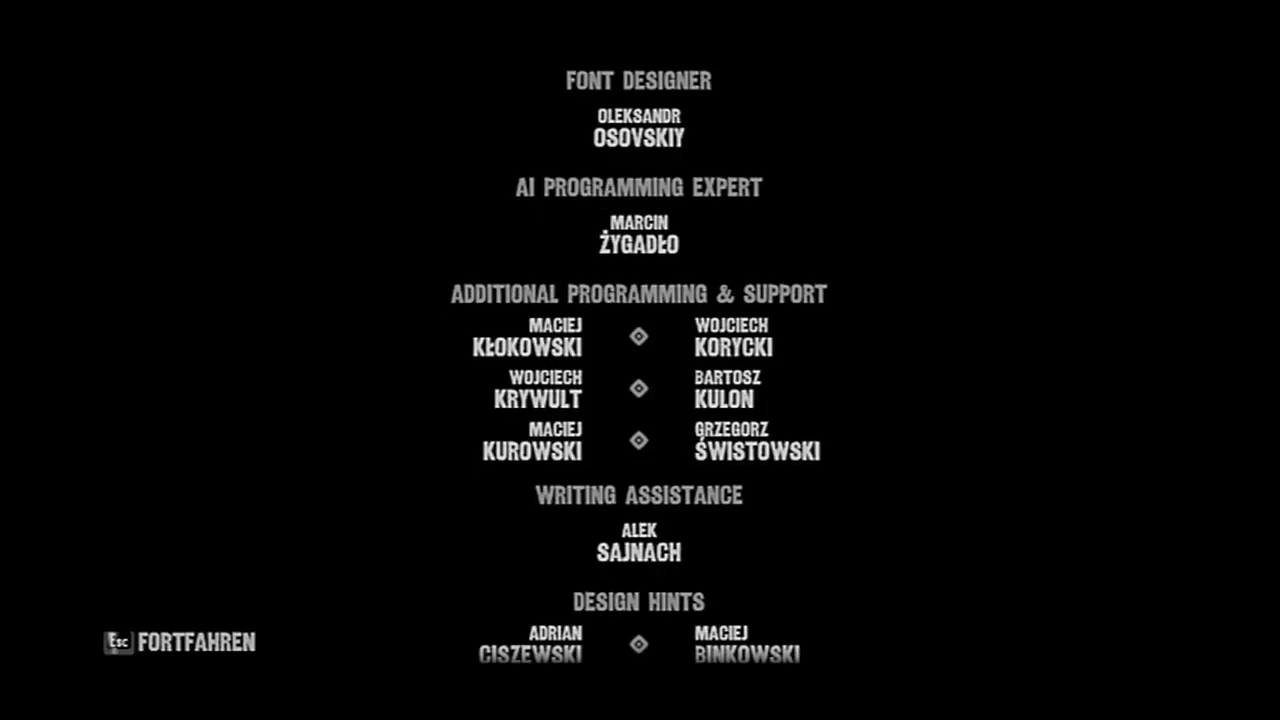 FONT DESIGNER
OLEKSANDR
OSOVSKIY
AI PROGRAMMING EXPERT
MARCIN
ŻYGADŁO
ADDITIONAL PROGRAMMING & SUPPORT
MACIEJ
KŁOKOWSKI
WOJCIECH
KORYCKI
WOJCIECH
KRYWULT
BARTOSZ
KULON
MACIEJ
KUROWSKI
GRZEGORZ
ŚWISTOWSKI
WRITING ASSISTANCE
ALEK
SAJNACH
DESIGN HINTS
ADRIAN
CISZEWSKI
MACIEJ
BINKOWSKI
Esc FORTFAHREN